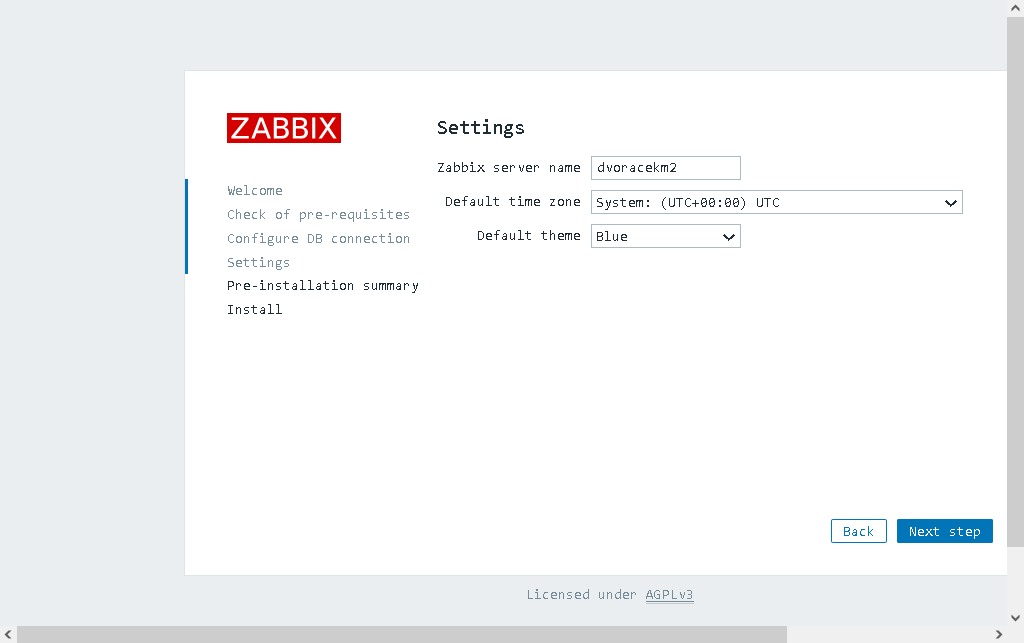 ZABBIX
Welcome
Check of pre-requisites
Configure DB connection
Settings
Pre-installation summary
Install
Settings
Zabbix server name dvoracekm2
Default time zone System: (UTC+00:00) UTC
Default theme Blue
Back Next step
Licensed under AGPLv3